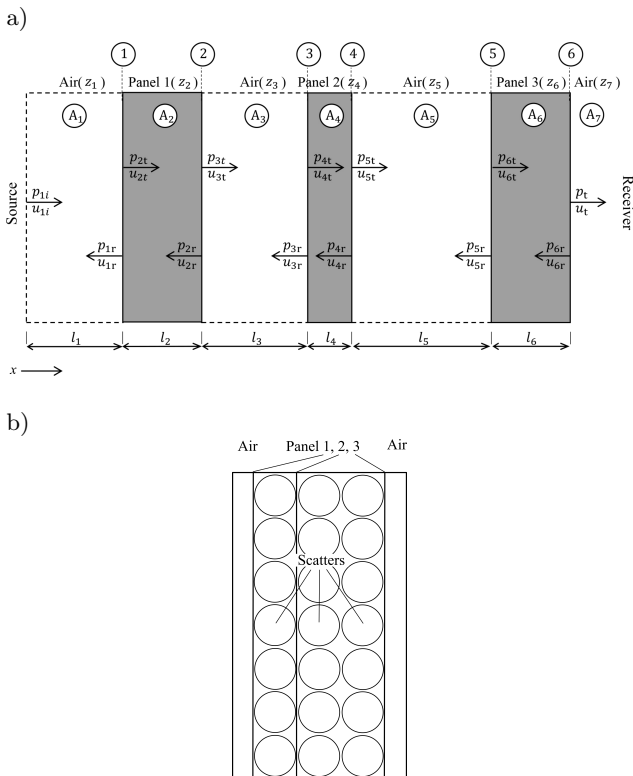 a)
1 2 3 4 5 6
Air(z₁) Panel 1(z₂) Air(z₃) Panel 2(z₄) Air(z₅) Panel 3(z₆) Air(z₇)
A₁ A₂ A₃ A₄ A₅ A₆ A₇
Source
p₁ᵢ
u₁ᵢ
p₂t
u₂t
p₃t
u₃t
p₄t
u₄t
p₅t
u₅t
p₆t
u₆t
pt
ut
Receiver
p₁r
u₁r
p₂r
u₂r
p₃r
u₃r
p₄r
u₄r
p₅r
u₅r
p₆r
u₆r
l₁ l₂ l₃ l₄ l₅ l₆
x
b)
Air Panel 1, 2, 3 Air
Scatters